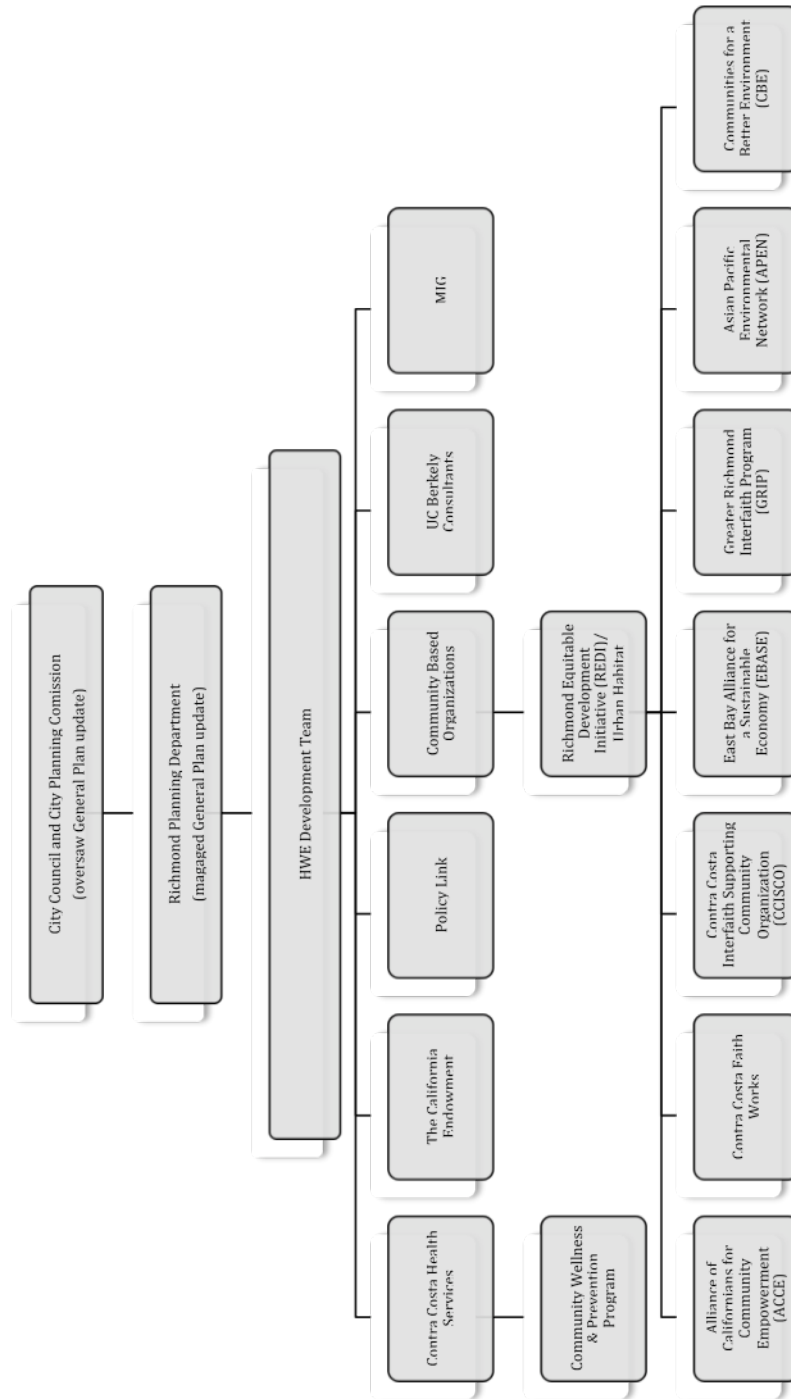 City Council and City Planning Comission
(oversaw General Plan update)
Richmond Planning Department
(magaged General Plan update)
HWE Development Team
Contra Costa Health
Services
The California
Endowment
Policy Link
Community Based
Organizations
UC Berkely
Consultants
MIG
Community Wellness
& Prevention
Program
Richmond Equitable
Development
Initiative (REDI)/
Urban Habitat
Alliance of
Californians for
Community
Empowerment
(ACCE)
Contra Costa Faith
Works
Contra Costa
Interfaith Supporting
Community
Organization
(CCISCO)
East Bay Alliance for
a Sustainable
Economy (EBASE)
Greater Richmond
Interfaith Program
(GRIP)
Asian Pacific
Environmental
Network (APEN)
Communities for a
Better Environment
(CBE)